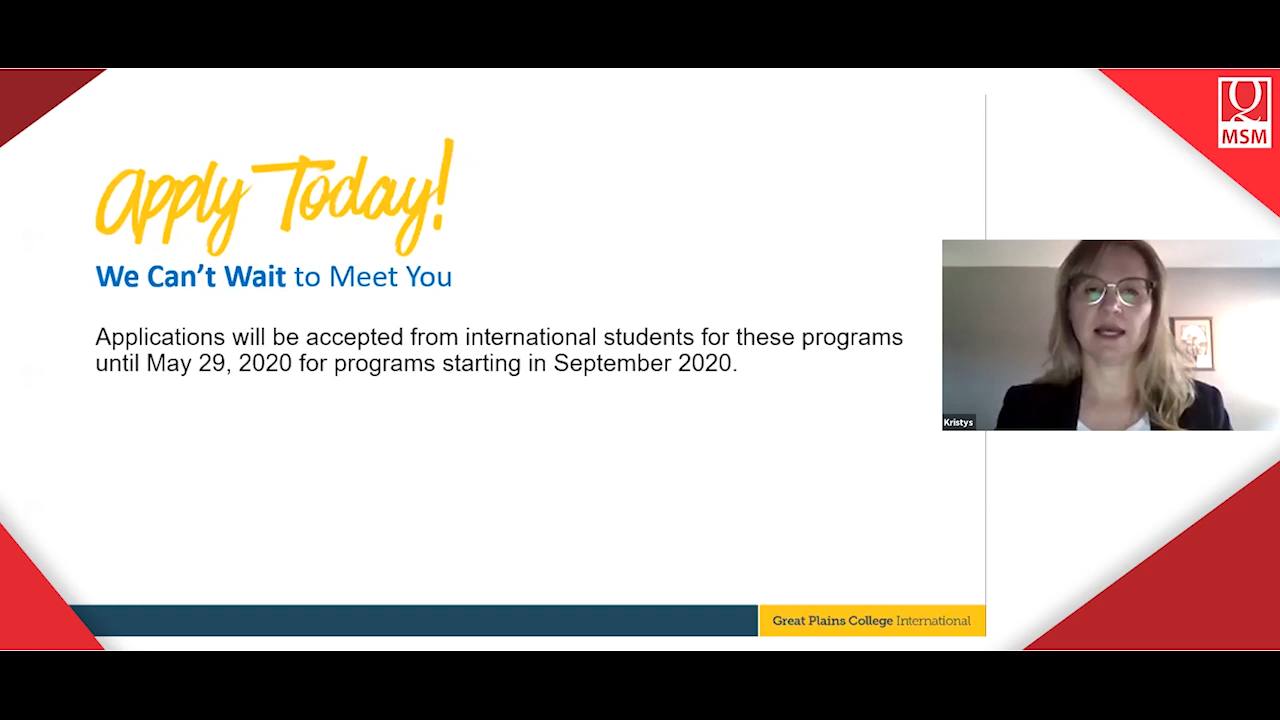 Apply Today!
We Can't Wait to Meet You
Applications will be accepted from international students for these programs
until May 29, 2020 for programs starting in September 2020.
Great Plains College International
Q
MSM
Kristys